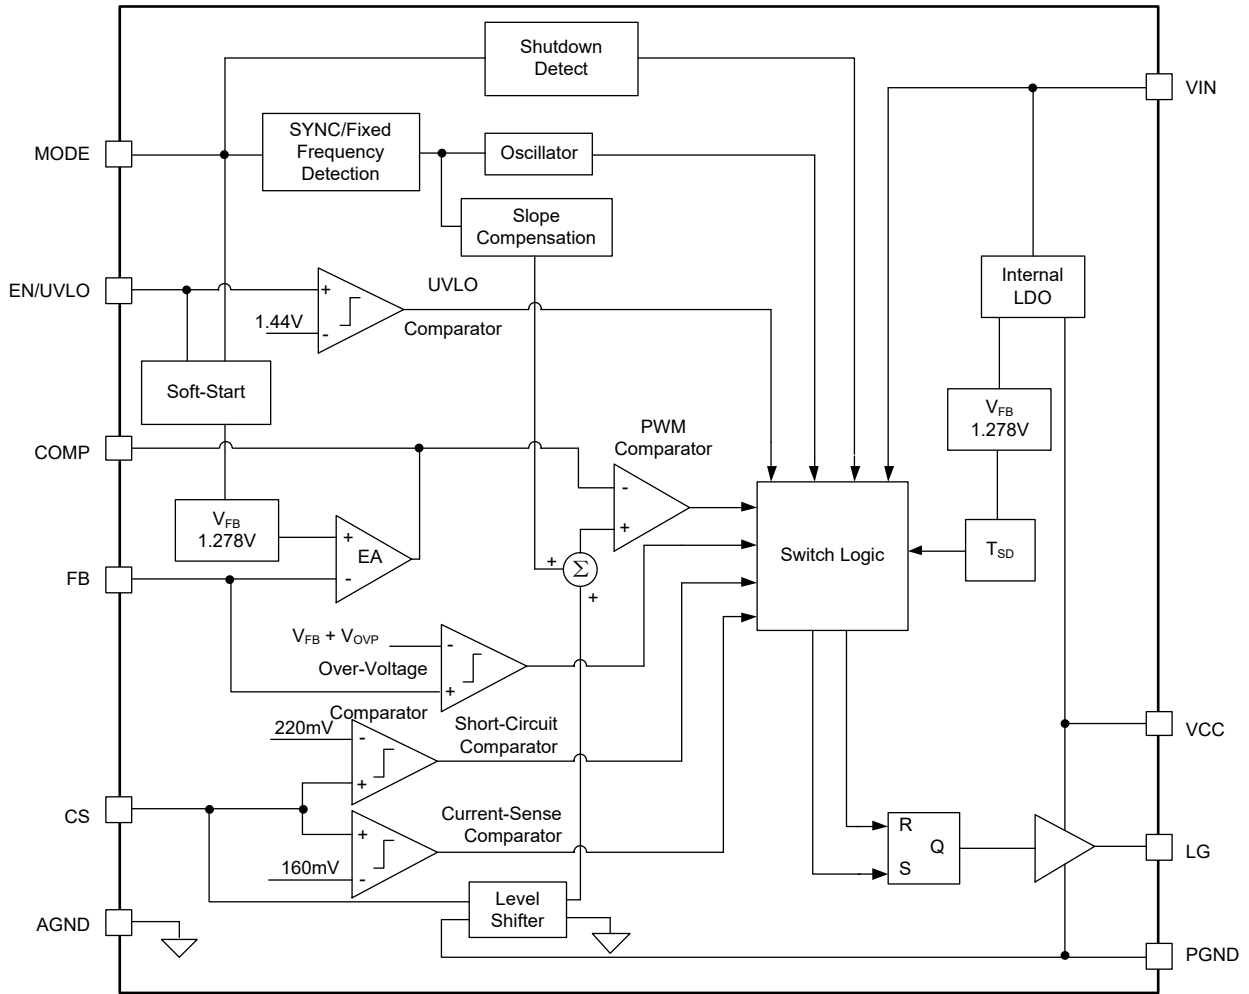 Shutdown
Detect
VIN
MODE
SYNC/Fixed
Frequency
Detection
Oscillator
Slope
Compensation
EN/UVLO
+
1.44V
-
UVLO
Comparator
Internal
LDO
Soft-Start
VFB
1.278V
COMP
PWM
Comparator
-
+
VFB
1.278V
+
EA
-
FB
+
Σ
+
Switch Logic
TSD
VFB + VOVP
-
Over-Voltage
+
Comparator
220mV
-
+
Short-Circuit
Comparator
VCC
CS
+
160mV
-
Current-Sense
Comparator
R
Q
S
LG
Level
Shifter
AGND
PGND